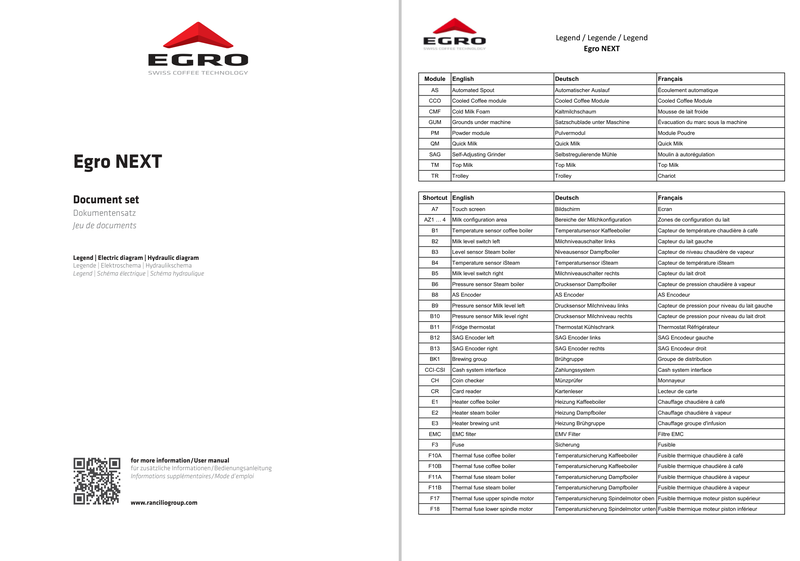 EGRO
SWISS COFFEE TECHNOLOGY
Egro NEXT
Document set
Dokumentensatz
Jeu de documents
Legend | Electric diagram | Hydraulic diagram
Legende | Elektroschema | Hydraulikschema
Legend | Schéma électrique | Schéma hydraulique
for more information/User manual
für zusätzliche Informationen/Bedienungsanleitung
Informations supplémentaires/Mode d'emploi
www.ranciliogroup.com
EGRO
SWISS COFFEE TECHNOLOGY
Legend / Legende / Legend
Egro NEXT
Module English Deutsch Français
AS Automated Spout Automatischer Auslauf Écoulement automatique
CCO Cooled Coffee module Cooled Coffee Module Cooled Coffee Module
CMF Cold Milk Foam Kaltmilchschaum Mousse de lait froide
GUM Grounds under machine Satzschublade unter Maschine Évacuation du marc sous la machine
PM Powder module Pulvermodul Module Poudre
QM Quick Milk Quick Milk Quick Milk
SAG Self-Adjusting Grinder Selbstregulierende Mühle Moulin à autorégulation
TM Top Milk Top Milk Top Milk
TR Trolley Trolley Chariot
Shortcut English Deutsch Français
A7 Touch screen Bildschirm Écran
AZ1 ... 4 Milk configuration area Bereiche der Milchkonfiguration Zones de configuration du lait
B1 Temperature sensor coffee boiler Temperatursensor Kaffeeboiler Capteur de température chaudière à café
B2 Milk level switch left Milchniveauschalter links Capteur du lait gauche
B3 Level sensor Steam boiler Niveausensor Dampfboiler Capteur de niveau chaudière de vapeur
B4 Temperature sensor iSteam Temperatursensor iSteam Capteur de température iSteam
B5 Milk level switch right Milchniveauschalter rechts Capteur du lait droit
B6 Pressure sensor Steam boiler Drucksensor Dampfboiler Capteur de pression chaudière à vapeur
B8 AS Encoder AS Encoder AS Encodeur
B9 Pressure sensor Milk level left Drucksensor Milchniveau links Capteur de pression pour niveau du lait gauche
B10 Pressure sensor Milk level right Drucksensor Milchniveau rechts Capteur de pression pour niveau du lait droit
B11 Fridge thermostat Thermostat Kühlschrank Thermostat Réfrigérateur
B12 SAG Encoder left SAG Encoder links SAG Encodeur gauche
B13 SAG Encoder right SAG Encoder rechts SAG Encodeur droit
BK1 Brewing group Brühgruppe Groupe de distribution
CCI-CSI Cash system interface Zahlungssystem Cash system interface
CH Coin checker Münzprüfer Monnayeur
CR Card reader Kartenleser Lecteur de carte
E1 Heater coffee boiler Heizung Kaffeeboiler Chauffage chaudière à café
E2 Heater steam boiler Heizung Dampfboiler Chauffage chaudière à vapeur
E3 Heater brewing unit Heizung Brühgruppe Chauffage groupe d'infusion
EMC EMC filter EMV Filter Filtre EMC
F3 Fuse Sicherung Fusible
F10A Thermal fuse coffee boiler Temperatursicherung Kaffeeboiler Fusible thermique chaudière à café
F10B Thermal fuse coffee boiler Temperatursicherung Kaffeeboiler Fusible thermique chaudière à café
F11A Thermal fuse steam boiler Temperatursicherung Dampfboiler Fusible thermique chaudière à vapeur
F11B Thermal fuse steam boiler Temperatursicherung Dampfboiler Fusible thermique chaudière à vapeur
F17 Thermal fuse upper spindle motor Temperatursicherung Spindelmotor oben Fusible thermique moteur piston supérieur
F18 Thermal fuse lower spindle motor Temperatursicherung Spindelmotor unten Fusible thermique moteur piston inférieur